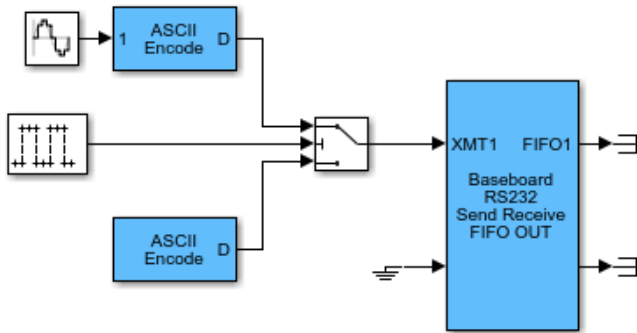 1 ASCII Encode D
XMT1 FIFO1
Baseboard
RS232
Send Receive
FIFO OUT
ASCII
Encode D